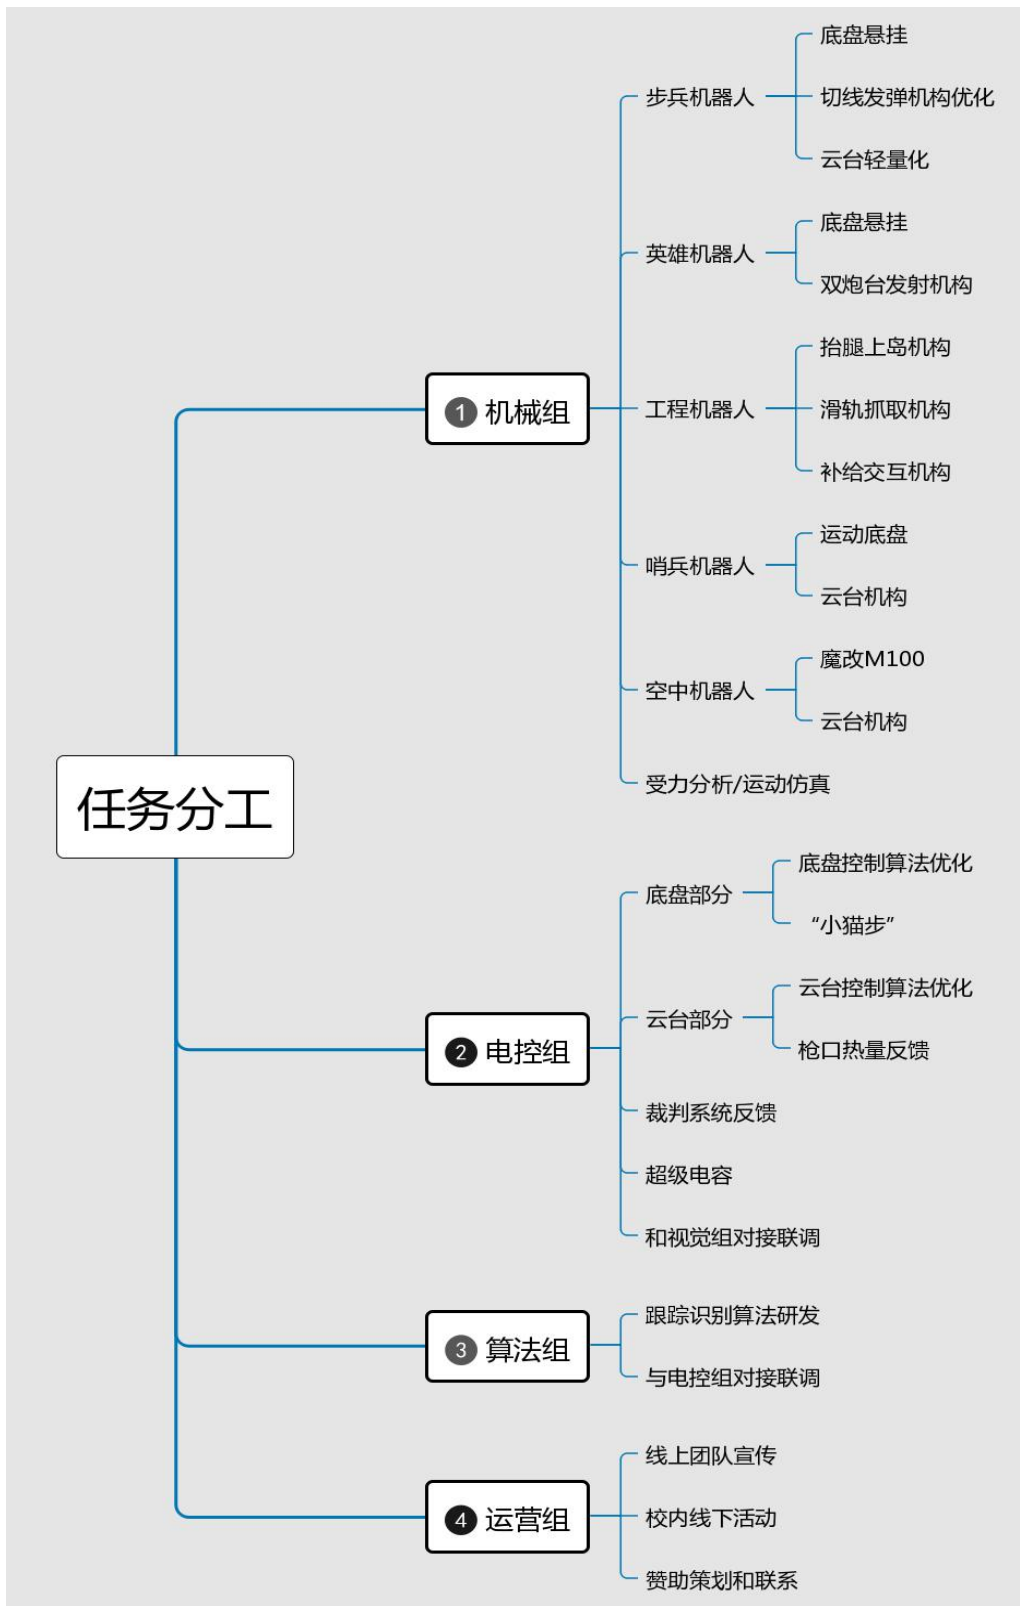 任务分工
1 机械组
步兵机器人
底盘悬挂
切线发弹机构优化
云台轻量化
英雄机器人
底盘悬挂
双炮台发射机构
工程机器人
抬腿上岛机构
滑轨抓取机构
补给交互机构
哨兵机器人
运动底盘
云台机构
空中机器人
魔改M100
云台机构
受力分析/运动仿真
2 电控组
底盘部分
底盘控制算法优化
“小猫步”
云台部分
云台控制算法优化
枪口热量反馈
裁判系统反馈
超级电容
和视觉组对接联调
3 算法组
跟踪识别算法研发
与电控组对接联调
4 运营组
线上团队宣传
校内线下活动
赞助策划和联系